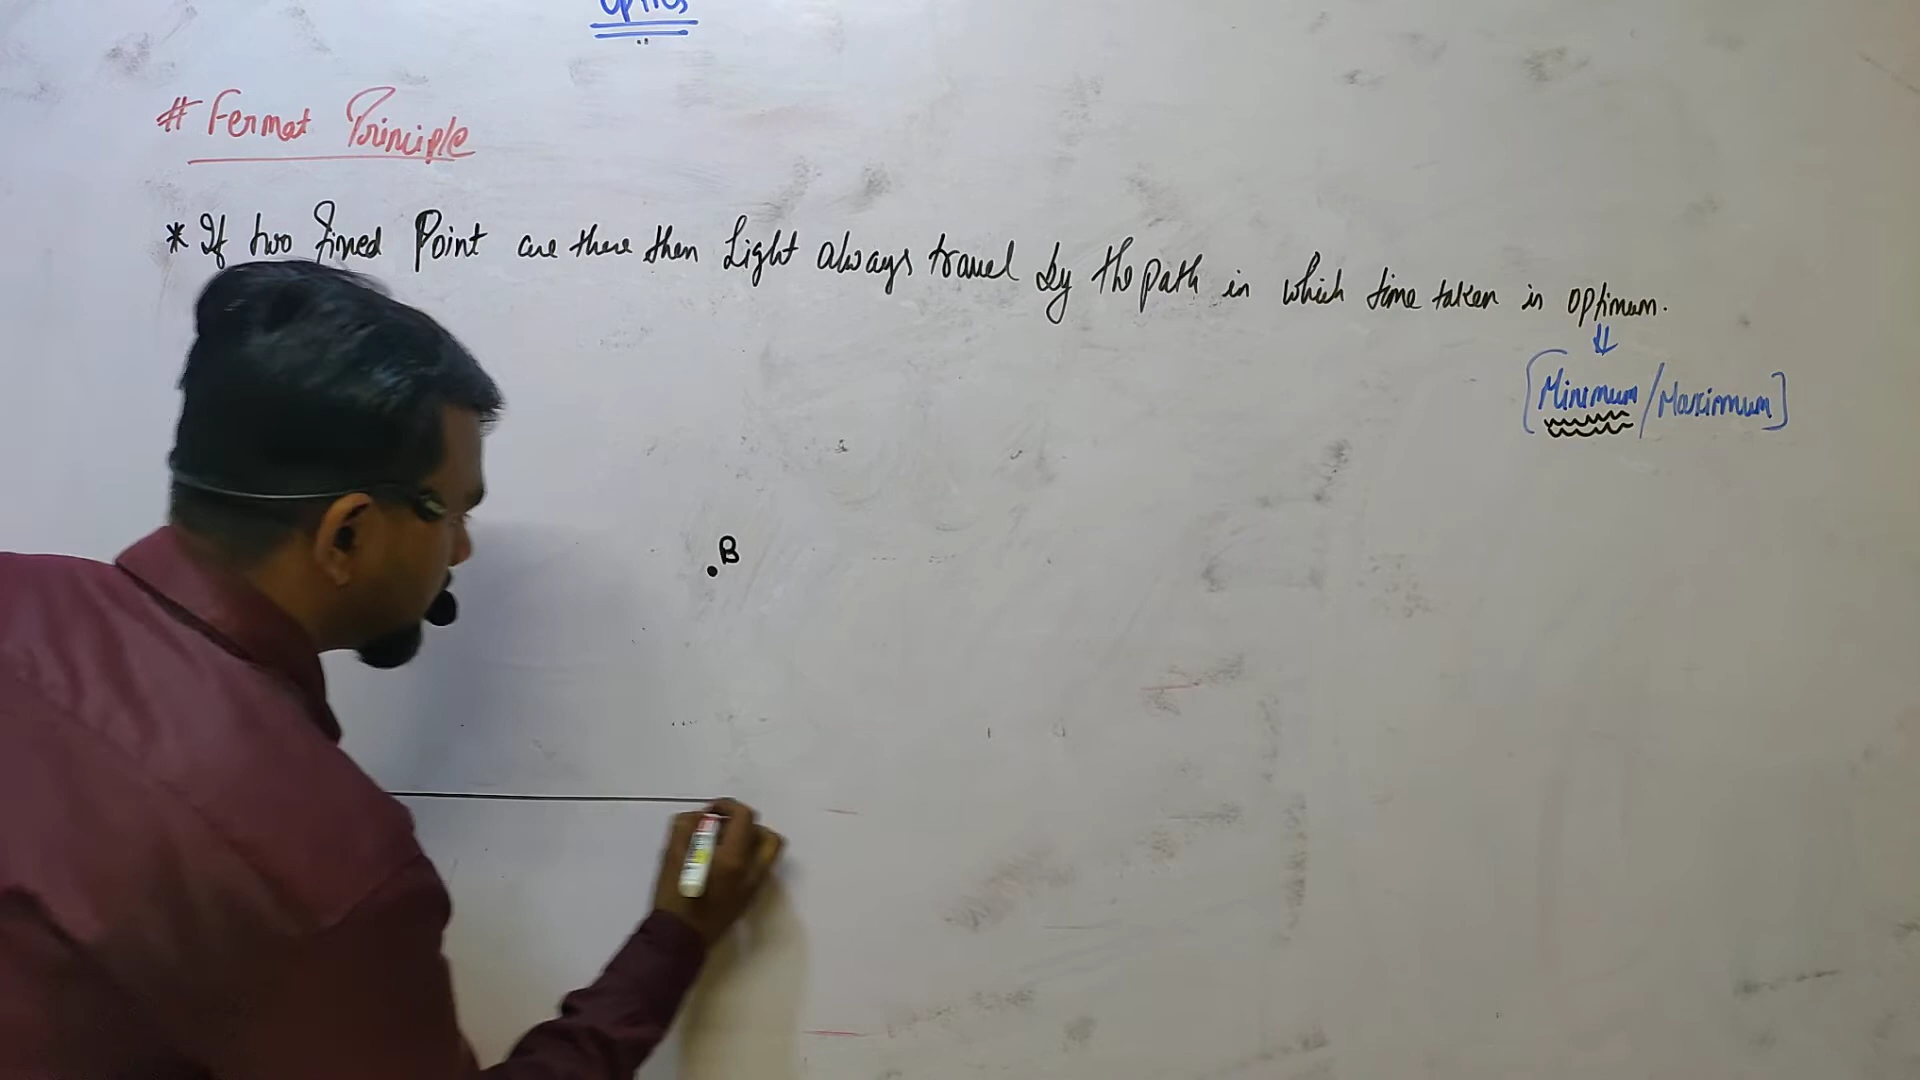 Optics
# Fermat Principle
* If two fixed Point are there then Light always travel by the path in which time taken is optimum.
⇓
[Minimum/Maximum]
.B